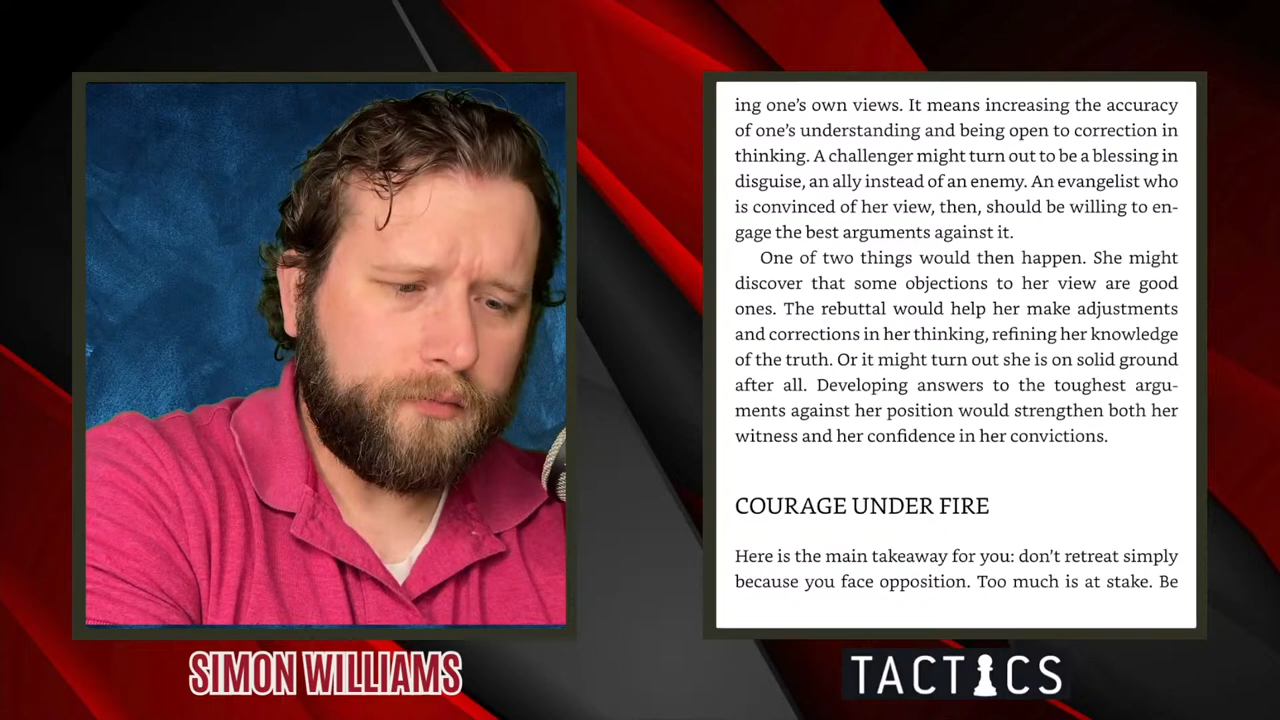 ing one's own views. It means increasing the accuracy
of one's understanding and being open to correction in
thinking. A challenger might turn out to be a blessing in
disguise, an ally instead of an enemy. An evangelist who
is convinced of her view, then, should be willing to en-
gage the best arguments against it.
One of two things would then happen. She might
discover that some objections to her view are good
ones. The rebuttal would help her make adjustments
and corrections in her thinking, refining her knowledge
of the truth. Or it might turn out she is on solid ground
after all. Developing answers to the toughest argu-
ments against her position would strengthen both her
witness and her confidence in her convictions.
COURAGE UNDER FIRE
Here is the main takeaway for you: don't retreat simply
because you face opposition. Too much is at stake. Be
SIMON WILLIAMS
TACTICS